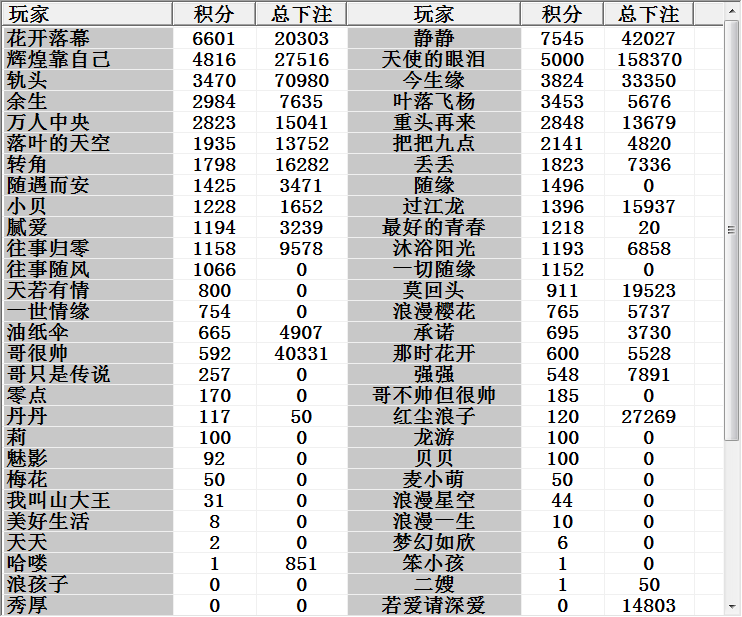 玩家 积分 总下注 玩家 积分 总下注
花开落幕 6601 20303 静静 7545 42027
辉煌靠自己 4816 27516 天使的眼泪 5000 158370
轨头 3470 70980 今生缘 3824 33350
余生 2984 7635 叶落飞杨 3453 5676
万人中央 2823 15041 重头再来 2848 13679
落叶的天空 1935 13752 把把九点 2141 4820
转角 1798 16282 丢丢 1823 7336
随遇而安 1425 3471 随缘 1496 0
小贝 1228 1652 过江龙 1396 15937
腻爱 1194 3239 最好的青春 1218 20
往事归零 1158 9578 沐浴阳光 1193 6858
往事随风 1066 0 一切随缘 1152 0
天若有情 800 0 莫回头 911 19523
一世情缘 754 0 浪漫樱花 765 5737
油纸伞 665 4907 承诺 695 3730
哥很帅 592 40331 那时花开 600 5528
哥只是传说 257 0 强强 548 7891
零点 170 0 哥不帅但很帅 185 0
丹丹 117 50 红尘浪子 120 27269
莉 100 0 龙游 100 0
魅影 92 0 贝贝 100 0
梅花 50 0 麦小萌 50 0
我叫山大王 31 0 浪漫星空 44 0
美好生活 8 0 浪漫一生 10 0
天天 2 0 梦幻如欣 6 0
哈喽 1 851 笨小孩 1 0
浪孩子 0 0 二嫂 1 50
秀厚 0 0 若爱请深爱 0 14803